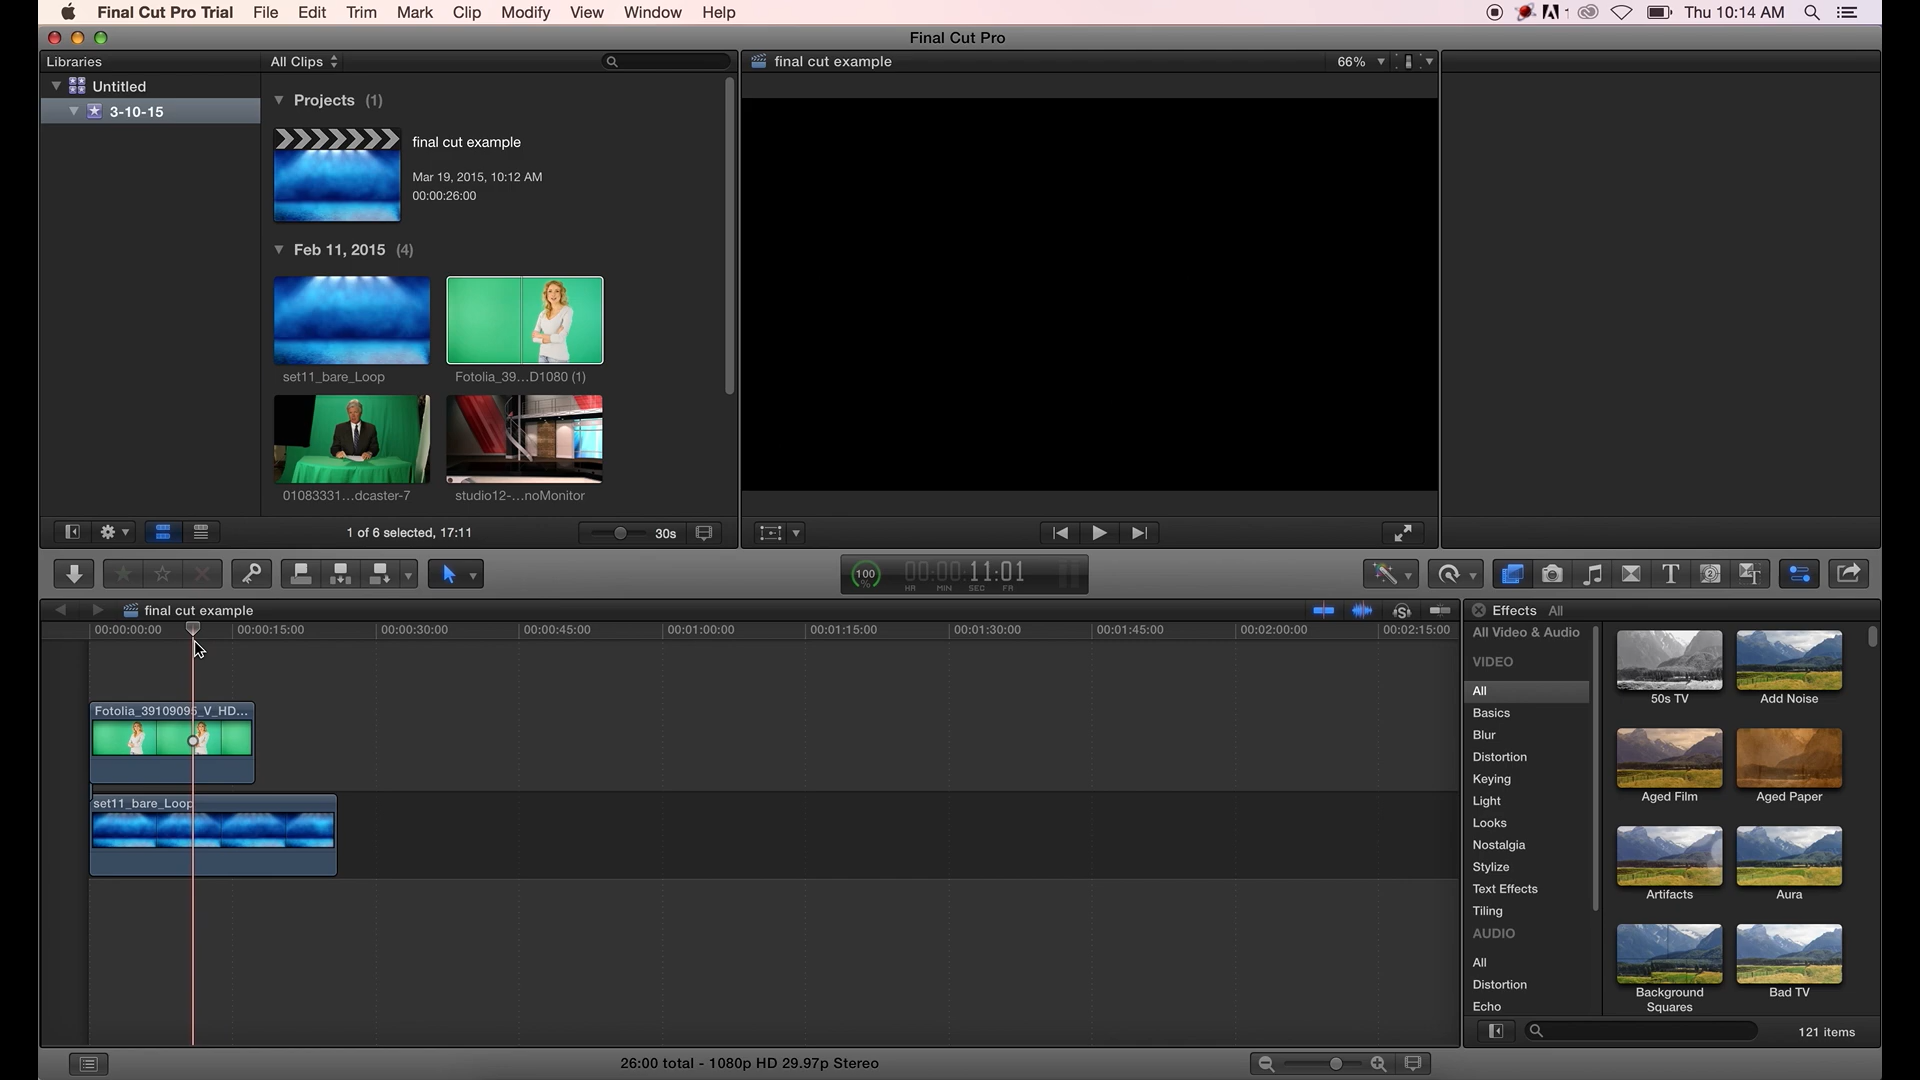 Final Cut Pro Trial File Edit Trim Mark Clip Modify View Window Help
Thu 10:14 AM
Final Cut Pro
Libraries
All Clips
final cut example
66%
Untitled
3-10-15
Projects (1)
final cut example
Mar 19, 2015, 10:12 AM
00:00:26:00
Feb 11, 2015 (4)
set11_bare_Loop
Fotolia_39...D1080 (1)
01083331...dcaster-7
studio12-...noMonitor
1 of 6 selected, 17:11
30s
100
%
00:00:11:01
HR MIN SEC FR
final cut example
00:00:00:00 00:00:15:00 00:00:30:00 00:00:45:00 00:01:00:00 00:01:15:00 00:01:30:00 00:01:45:00 00:02:00:00 00:02:15:00
Fotolia_39109095_V_HD...
set11_bare_Loop
Effects All
All Video & Audio
VIDEO
All
Basics
Blur
Distortion
Keying
Light
Looks
Nostalgia
Stylize
Text Effects
Tiling
AUDIO
All
Distortion
Echo
50s TV
Add Noise
Aged Film
Aged Paper
Artifacts
Aura
Background
Squares
Bad TV
121 items
26:00 total - 1080p HD 29.97p Stereo